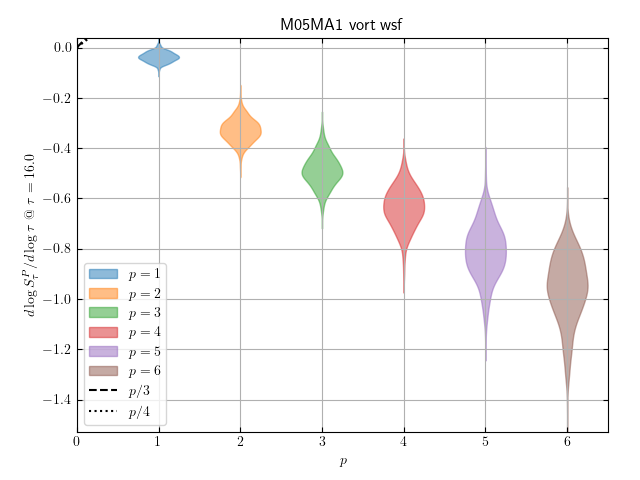 M05MA1 vort wsf
d log S_τ^P / d log τ @ τ = 16.0
0.0
−0.2
−0.4
−0.6
−0.8
−1.0
−1.2
−1.4
p = 1
p = 2
p = 3
p = 4
p = 5
p = 6
p/3
p/4
0 1 2 3 4 5 6
p